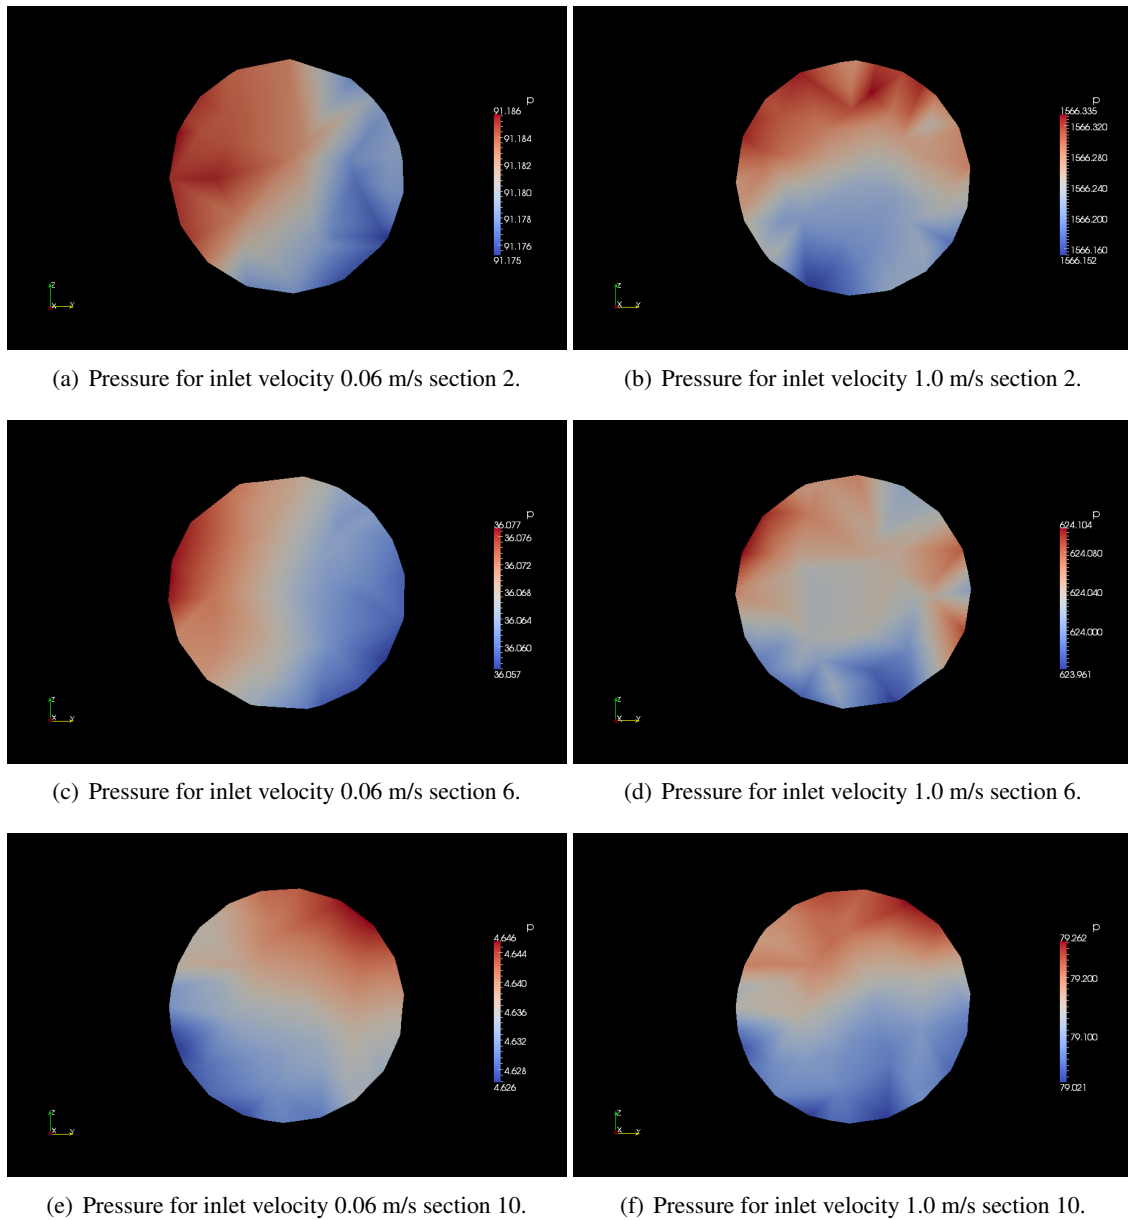 p
91.186
91.184
91.182
91.180
91.178
91.176
91.175
Z
X Y
(a) Pressure for inlet velocity 0.06 m/s section 2.
p
1566.335
1566.320
1566.280
1566.240
1566.200
1566.160
1566.152
Z
X Y
(b) Pressure for inlet velocity 1.0 m/s section 2.
p
36.077
36.076
36.072
36.068
36.064
36.060
36.057
Z
X Y
(c) Pressure for inlet velocity 0.06 m/s section 6.
p
624.104
624.080
624.040
624.000
623.961
Z
X Y
(d) Pressure for inlet velocity 1.0 m/s section 6.
p
4.646
4.644
4.640
4.636
4.632
4.628
4.626
Z
X Y
(e) Pressure for inlet velocity 0.06 m/s section 10.
p
79.262
79.200
79.100
79.021
Z
X Y
(f) Pressure for inlet velocity 1.0 m/s section 10.